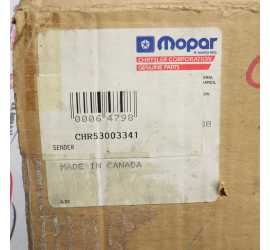 Mopar
CHRYSLER CORPORATION
GENUINE PARTS
0006 4798
CHR53003341
SENDER
MADE IN CANADA